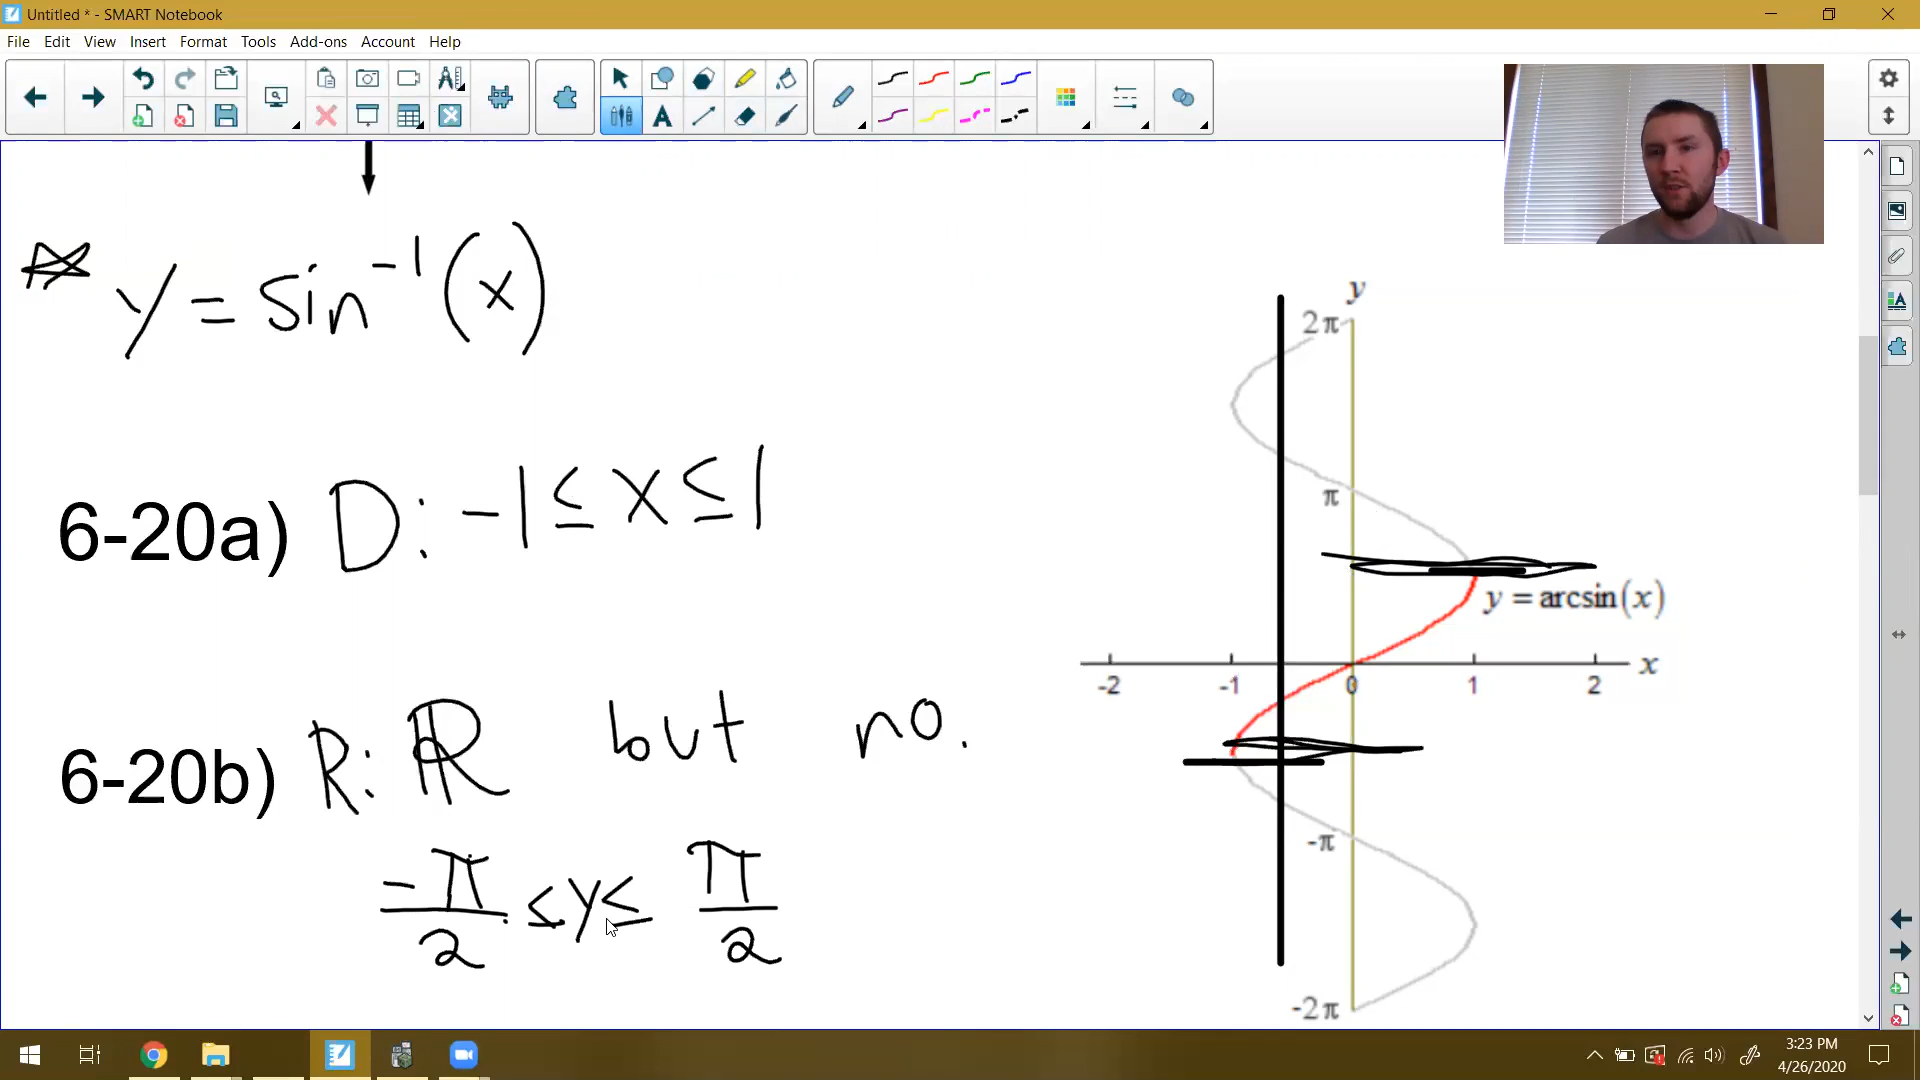 Untitled * - SMART Notebook
File Edit View Insert Format Tools Add-ons Account Help
y = sin⁻¹(x)
6-20a) D: -1 ≤ x ≤ 1
6-20b) R: ℝ but no.
-π/2 ≤ y ≤ π/2
y
2π
π
y = arcsin(x)
x
-2 -1 0 1 2
-π
-2π
3:23 PM
4/26/2020